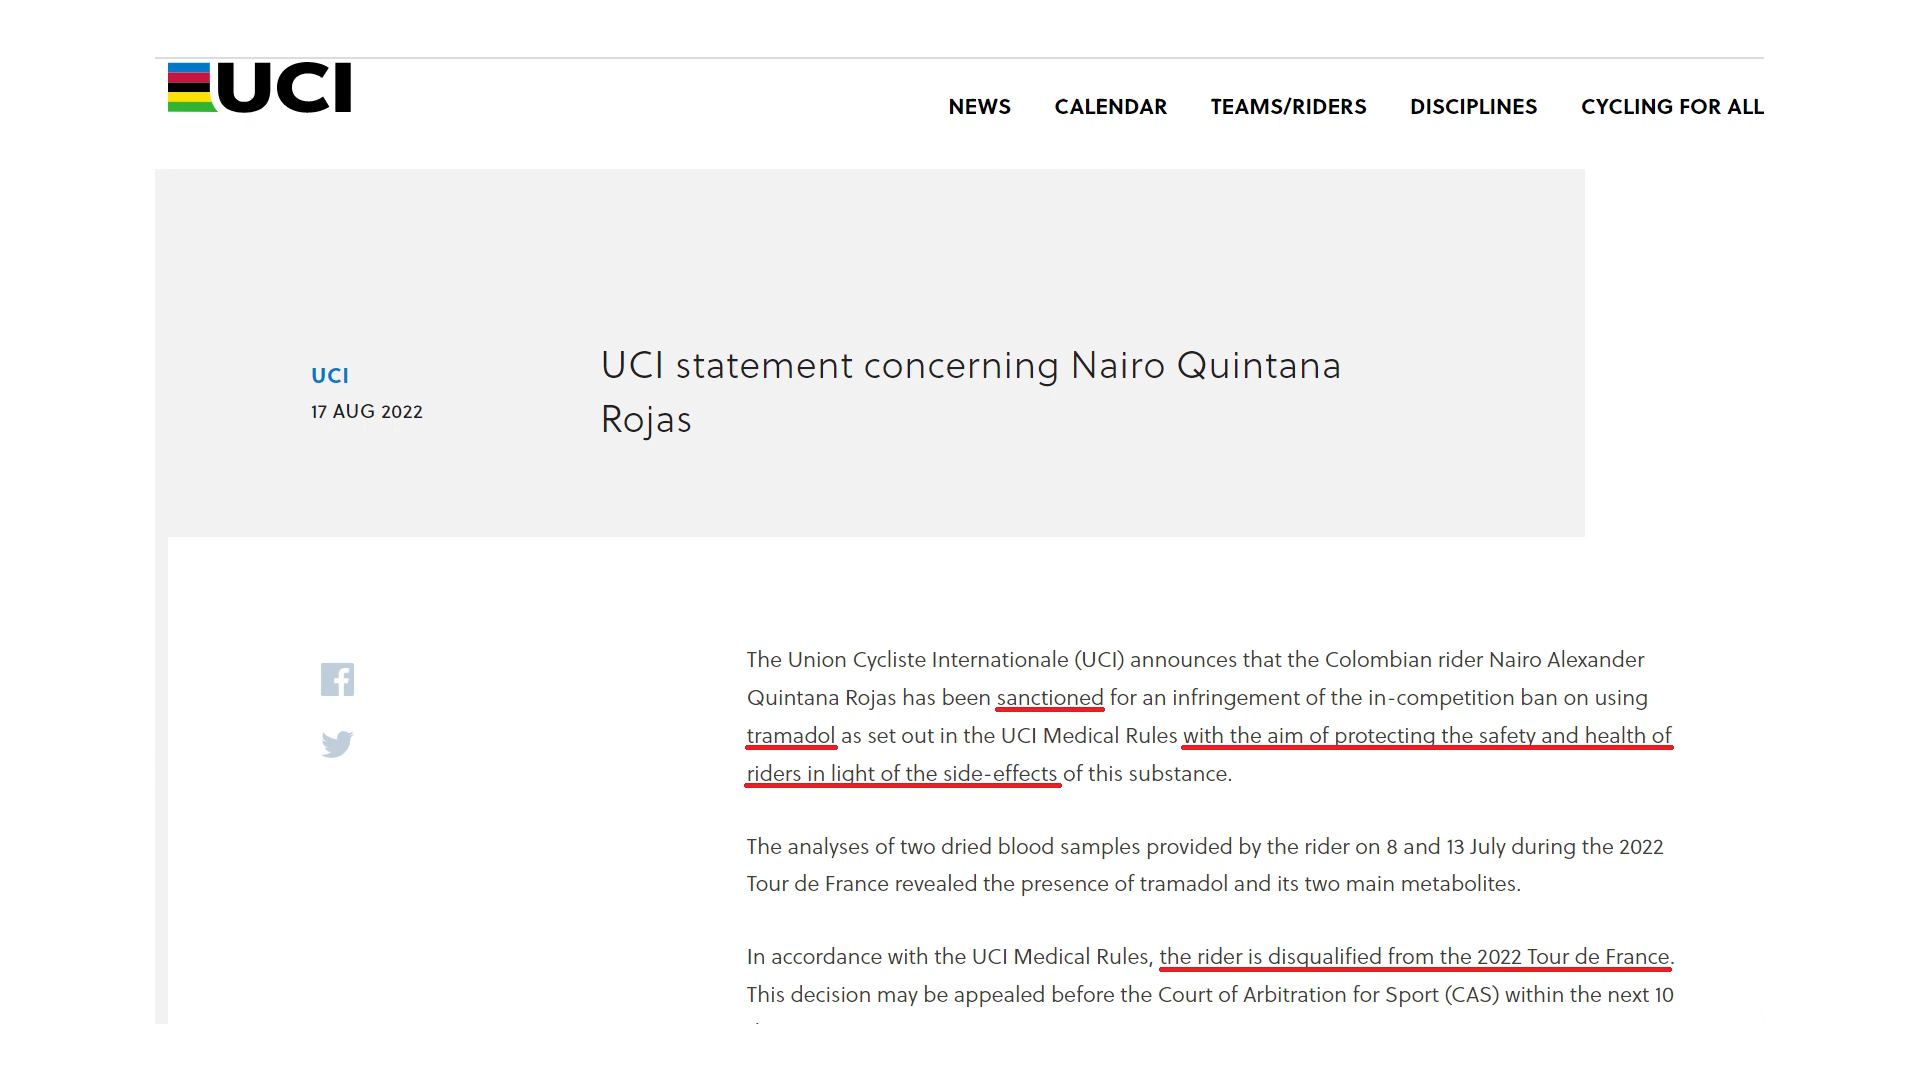 UCI
NEWS CALENDAR TEAMS/RIDERS DISCIPLINES CYCLING FOR ALL
UCI
17 AUG 2022
UCI statement concerning Nairo Quintana
Rojas
The Union Cycliste Internationale (UCI) announces that the Colombian rider Nairo Alexander
Quintana Rojas has been sanctioned for an infringement of the in-competition ban on using
tramadol as set out in the UCI Medical Rules with the aim of protecting the safety and health of
riders in light of the side-effects of this substance.
The analyses of two dried blood samples provided by the rider on 8 and 13 July during the 2022
Tour de France revealed the presence of tramadol and its two main metabolites.
In accordance with the UCI Medical Rules, the rider is disqualified from the 2022 Tour de France.
This decision may be appealed before the Court of Arbitration for Sport (CAS) within the next 10